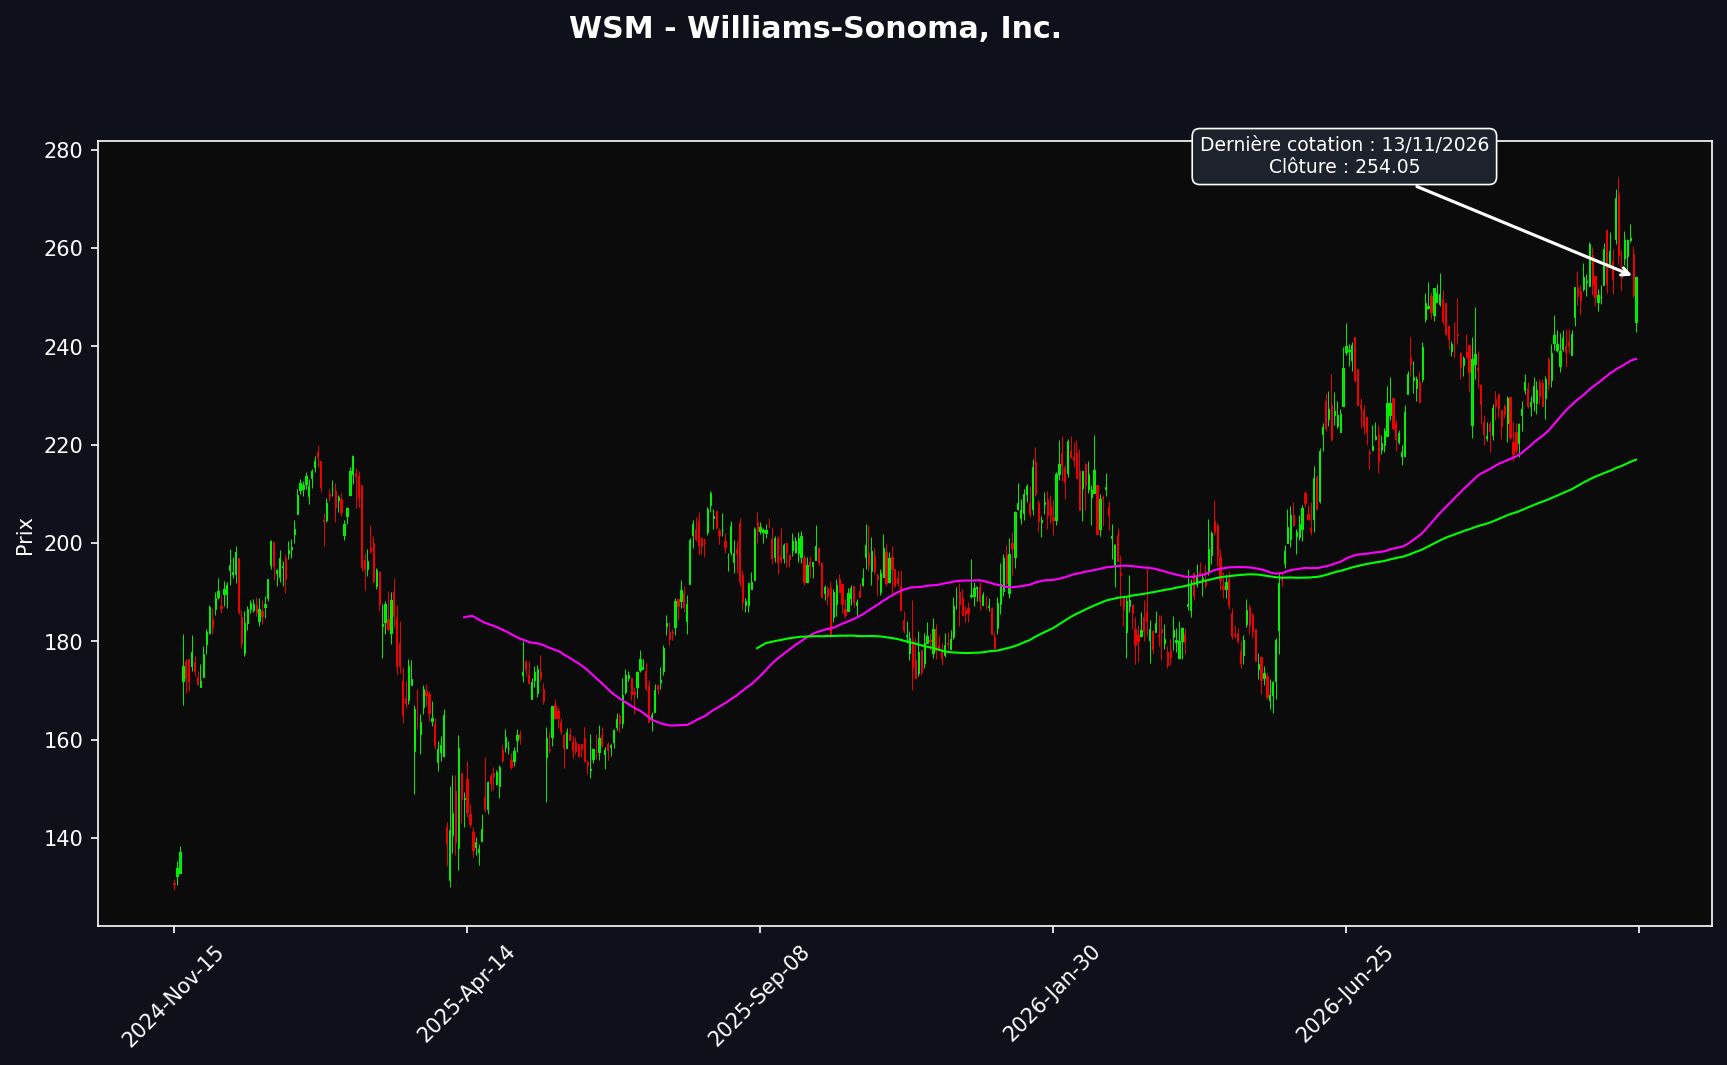 WSM - Williams-Sonoma, Inc.
Dernière cotation : 13/11/2026
Clôture : 254.05
280
260
240
220
200
180
160
140
Prix
2024-Nov-15
2025-Apr-14
2025-Sep-08
2026-Jan-30
2026-Jun-25